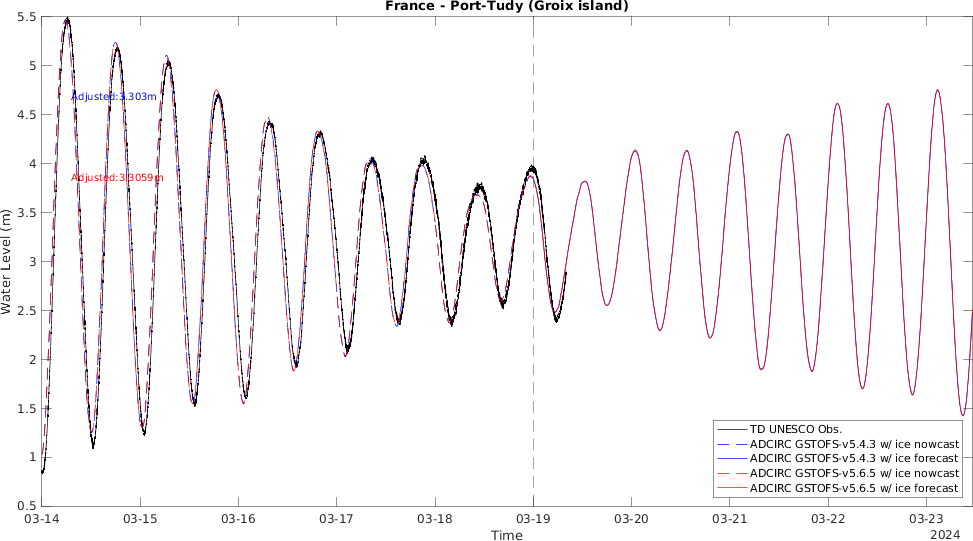 France - Port-Tudy (Groix island)
5.5
5
4.5
4
3.5
3
2.5
2
1.5
1
0.5
Water Level (m)
Adjusted:3.303m
Adjusted:3.3059m
TD UNESCO Obs.
ADCIRC GSTOFS-v5.4.3 w/ ice nowcast
ADCIRC GSTOFS-v5.4.3 w/ ice forecast
ADCIRC GSTOFS-v5.6.5 w/ ice nowcast
ADCIRC GSTOFS-v5.6.5 w/ ice forecast
03-14 03-15 03-16 03-17 03-18 03-19 03-20 03-21 03-22 03-23
Time
2024